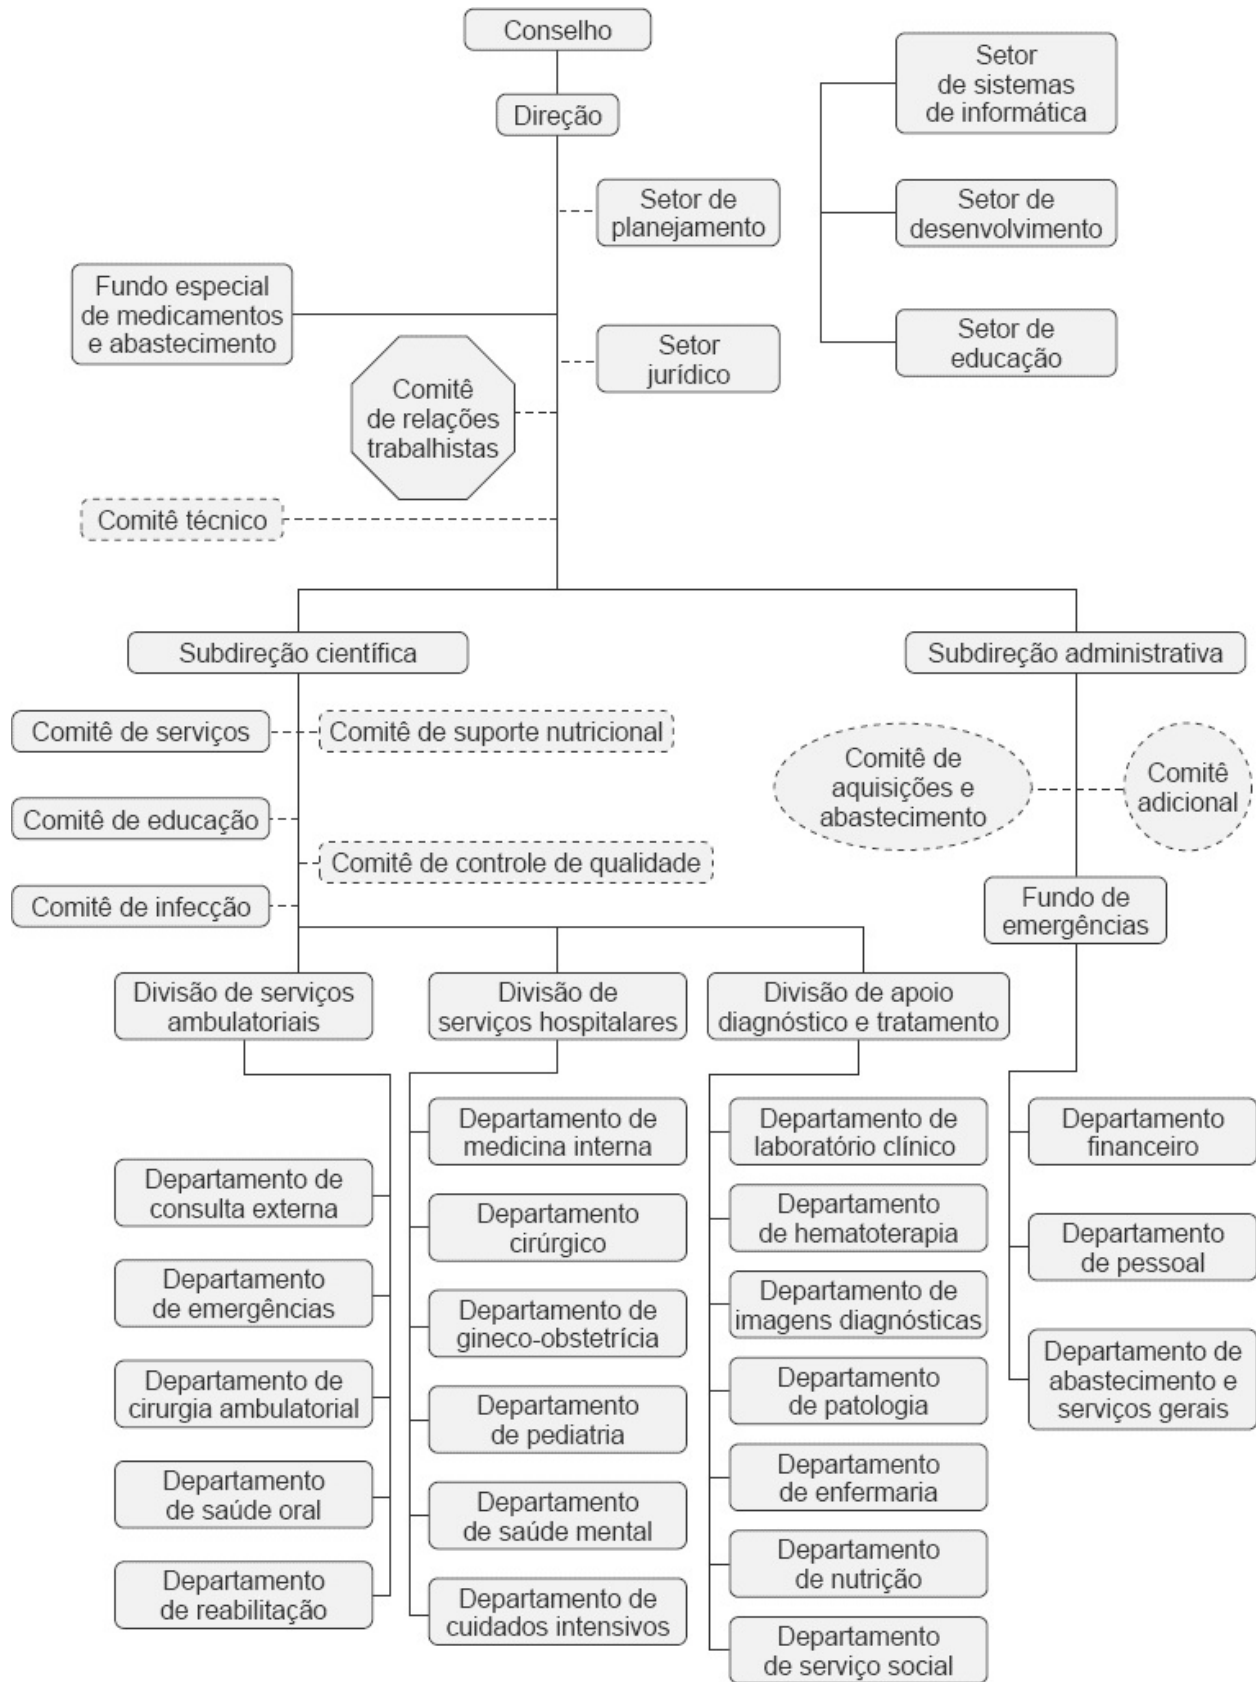 Conselho
Direção
Setor
de sistemas
de informática
Setor de
planejamento
Setor de
desenvolvimento
Fundo especial
de medicamentos
e abastecimento
Setor
jurídico
Setor de
educação
Comitê
de relações
trabalhistas
Comitê técnico
Subdireção científica
Subdireção administrativa
Comitê de serviços
Comitê de suporte nutricional
Comitê de educação
Comitê de controle de qualidade
Comitê de infecção
Comitê de
aquisições e
abastecimento
Comitê
adicional
Fundo de
emergências
Divisão de serviços
ambulatoriais
Divisão de
serviços hospitalares
Divisão de apoio
diagnóstico e tratamento
Departamento de
consulta externa
Departamento
de emergências
Departamento de
cirurgia ambulatorial
Departamento
de saúde oral
Departamento
de reabilitação
Departamento de
medicina interna
Departamento
cirúrgico
Departamento de
gineco-obstetrícia
Departamento
de pediatria
Departamento
de saúde mental
Departamento de
cuidados intensivos
Departamento de
laboratório clínico
Departamento
de hematoterapia
Departamento de
imagens diagnósticas
Departamento
de patologia
Departamento
de enfermaria
Departamento
de nutrição
Departamento
de serviço social
Departamento
financeiro
Departamento
de pessoal
Departamento de
abastecimento e
serviços gerais